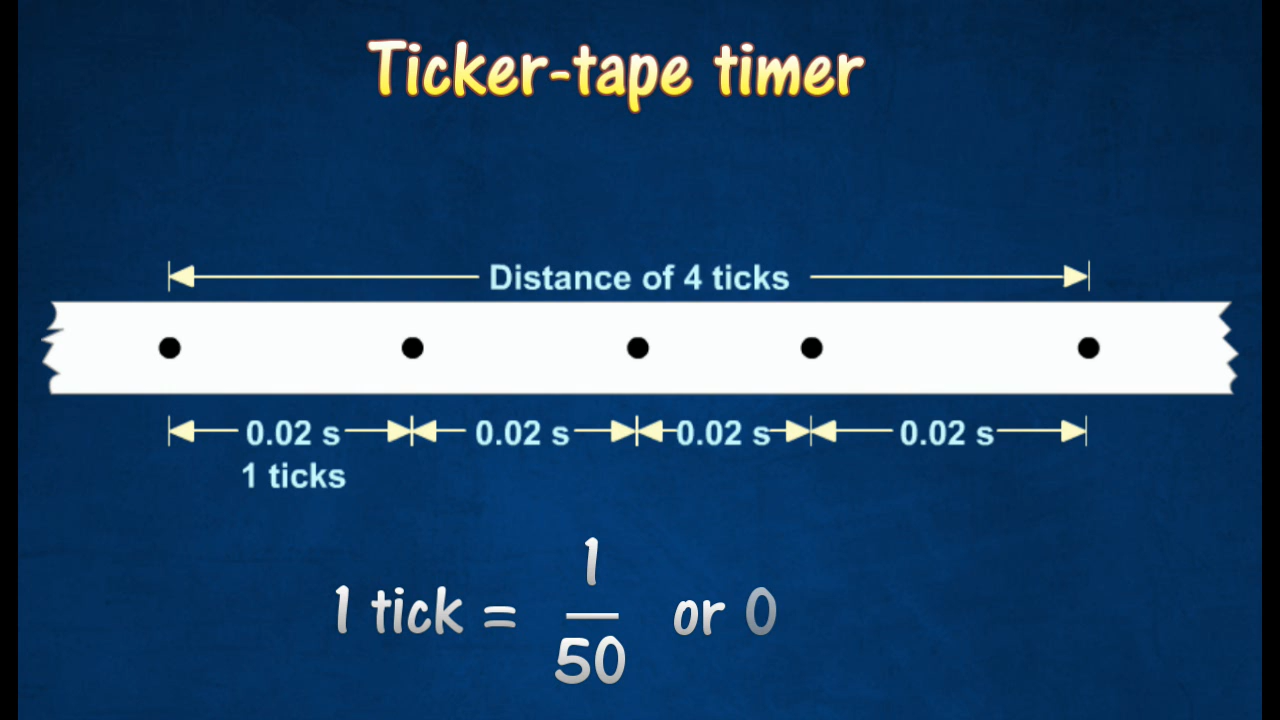 Ticker-tape timer
Distance of 4 ticks
0.02 s 0.02 s 0.02 s 0.02 s
1 ticks
1 tick = 1/50 or 0